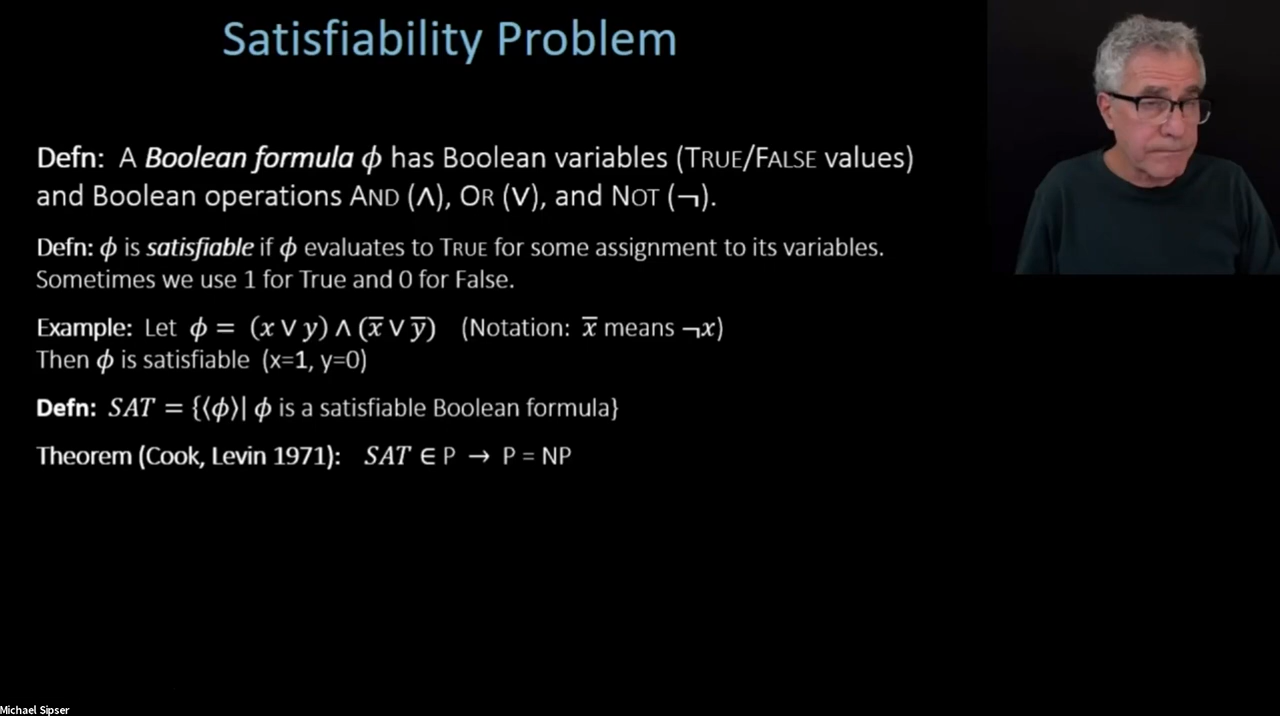 Satisfiability Problem
Defn: A Boolean formula ϕ has Boolean variables (TRUE/FALSE values)
and Boolean operations AND (∧), OR (∨), and NOT (¬).
Defn: ϕ is satisfiable if ϕ evaluates to TRUE for some assignment to its variables.
Sometimes we use 1 for True and 0 for False.
Example: Let ϕ = (x ∨ y) ∧ (x̅ ∨ y̅) (Notation: x̅ means ¬x)
Then ϕ is satisfiable (x=1, y=0)
Defn: SAT = {⟨ϕ⟩| ϕ is a satisfiable Boolean formula}
Theorem (Cook, Levin 1971): SAT ∈ P → P = NP
Michael Sipser